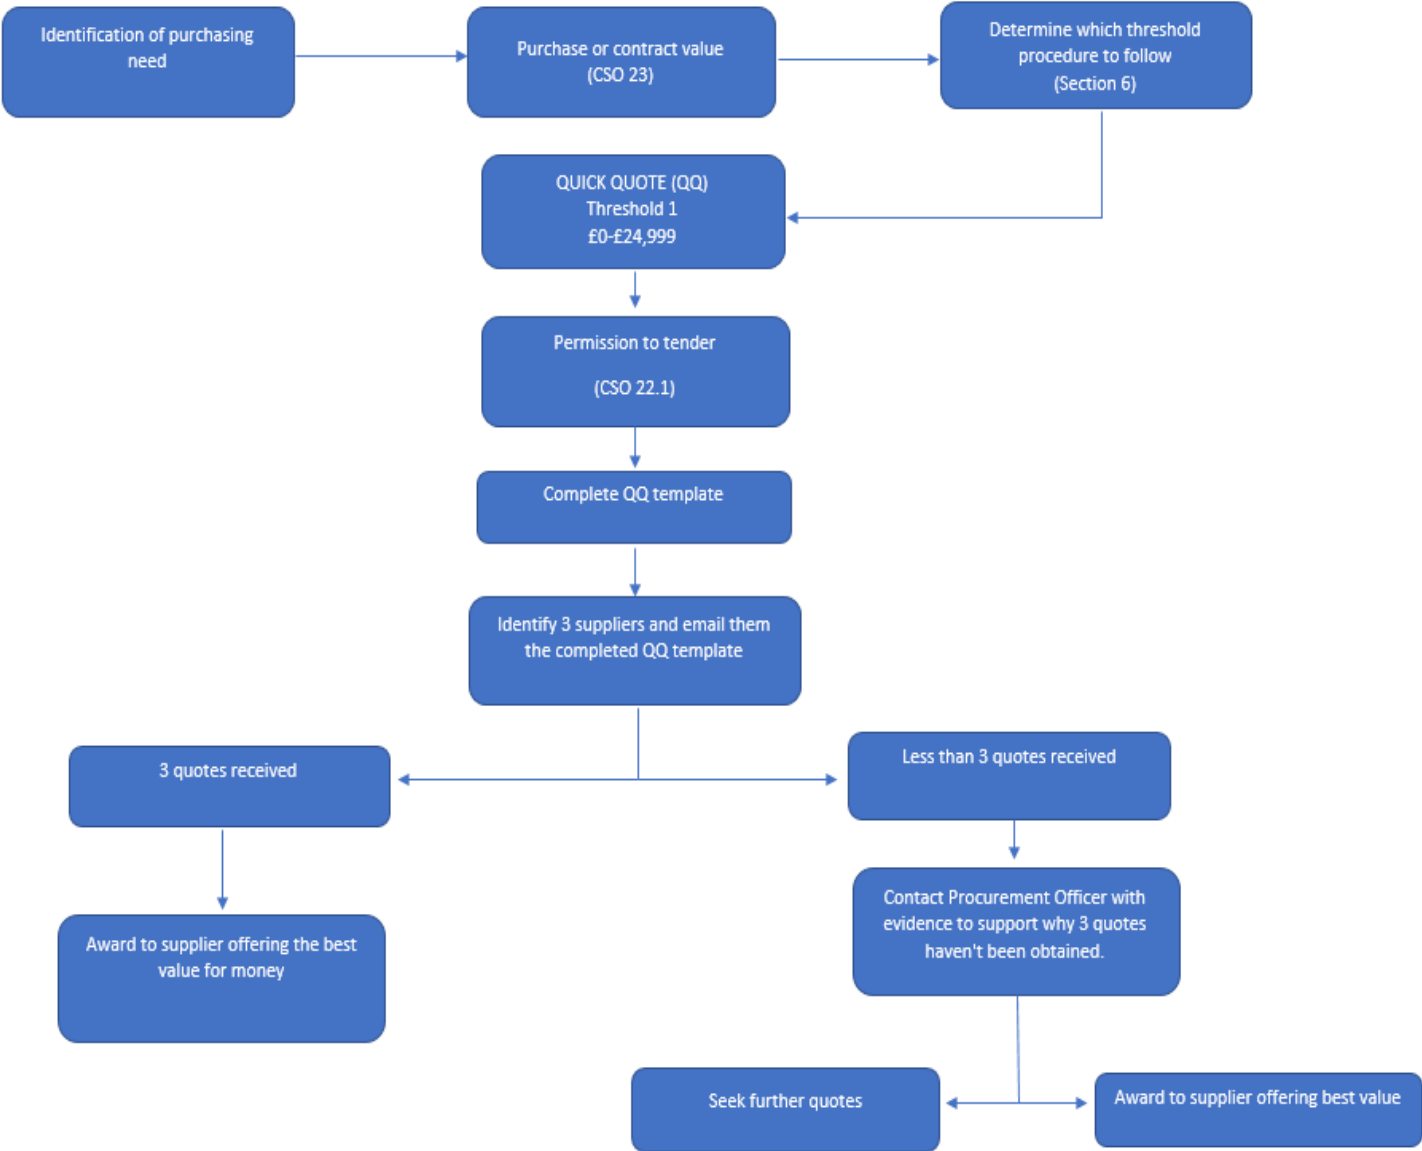 Identification of purchasing
need
Purchase or contract value
(CSO 23)
Determine which threshold
procedure to follow
(Section 6)
QUICK QUOTE (QQ)
Threshold 1
£0-£24,999
Permission to tender
(CSO 22.1)
Complete QQ template
Identify 3 suppliers and email them
the completed QQ template
3 quotes received
Less than 3 quotes received
Award to supplier offering the best
value for money
Contact Procurement Officer with
evidence to support why 3 quotes
haven't been obtained.
Seek further quotes
Award to supplier offering best value